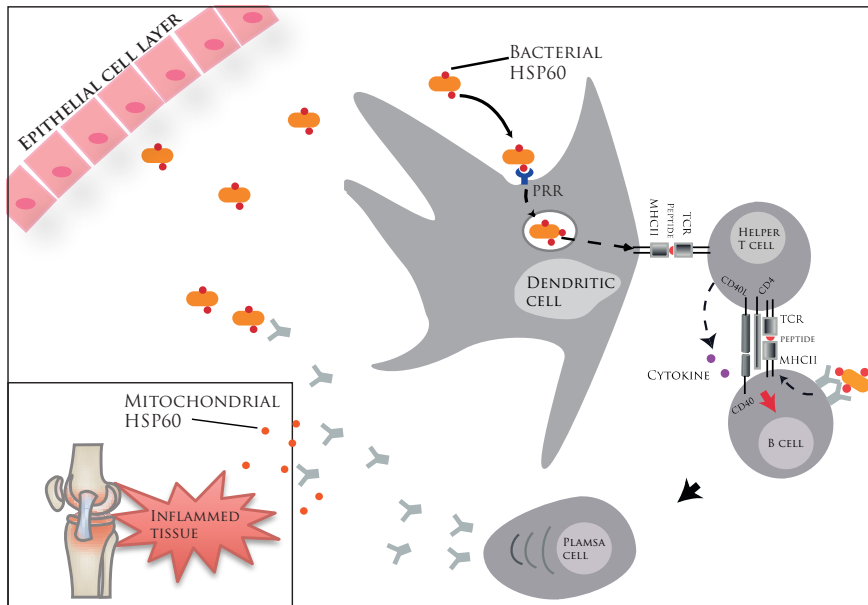 EPITHELIAL CELL LAYER
BACTERIAL
HSP60
PRR
DENDRITIC
CELL
MHCII
PEPTIDE
TCR
HELPER
T CELL
CD40L
CD4
TCR
PEPTIDE
MHCII
CYTOKINE
CD40
B CELL
MITOCHONDRIAL
HSP60
INFLAMMED
TISSUE
PLAMSA
CELL